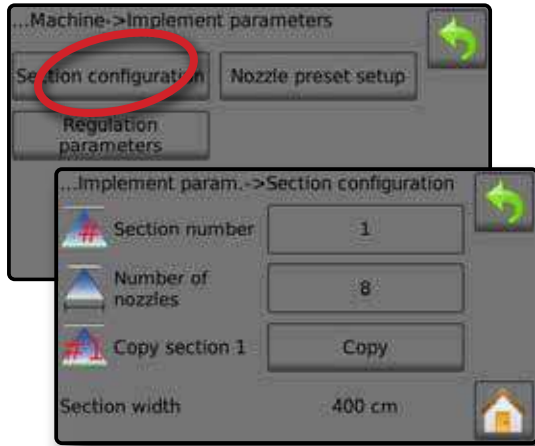 ...Machine->Implement parameters
Section configuration
Nozzle preset setup
Regulation
parameters
...Implement param.->Section configuration
# Section number
1
Number of
nozzles
8
#1 Copy section 1
Copy
Section width
400 cm